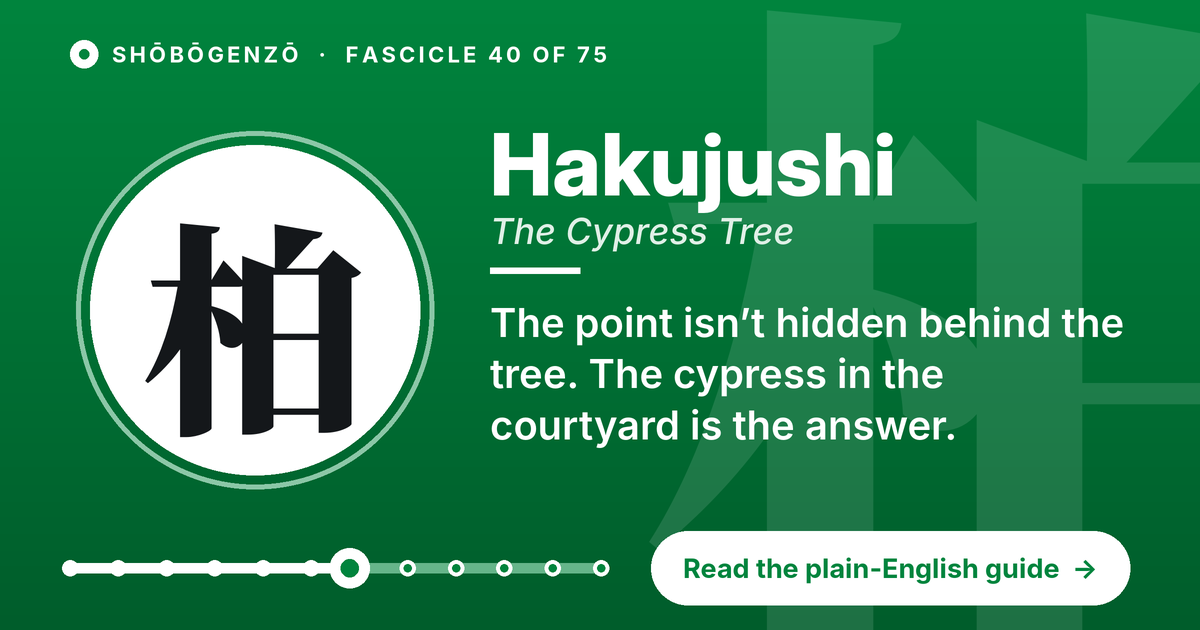 SHŌBŌGENZŌ · FASCICLE 40 OF 75
柏
Hakujushi
The Cypress Tree
The point isn’t hidden behind the
tree. The cypress in the
courtyard is the answer.
Read the plain-English guide →